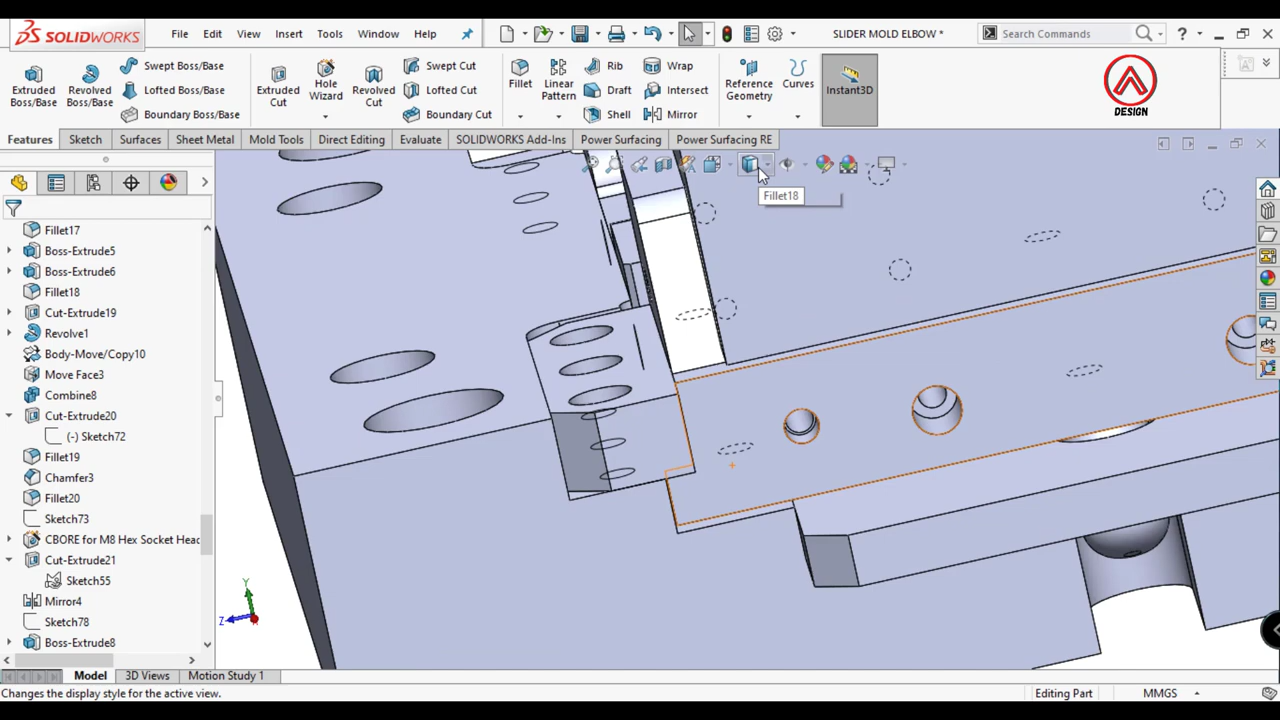 SOLIDWORKS
File Edit View Insert Tools Window Help
SLIDER MOLD ELBOW *
Search Commands
Extruded Boss/Base
Revolved Boss/Base
Swept Boss/Base
Lofted Boss/Base
Boundary Boss/Base
Extruded Cut
Hole Wizard
Revolved Cut
Swept Cut
Lofted Cut
Boundary Cut
Fillet
Linear Pattern
Rib
Draft
Shell
Wrap
Intersect
Mirror
Reference Geometry
Curves
Instant3D
DESIGN
Features Sketch Surfaces Sheet Metal Mold Tools Direct Editing Evaluate SOLIDWORKS Add-Ins Power Surfacing Power Surfacing RE
Fillet18
Fillet17
Boss-Extrude5
Boss-Extrude6
Fillet18
Cut-Extrude19
Revolve1
Body-Move/Copy10
Move Face3
Combine8
Cut-Extrude20
(-) Sketch72
Fillet19
Chamfer3
Fillet20
Sketch73
CBORE for M8 Hex Socket Head
Cut-Extrude21
Sketch55
Mirror4
Sketch78
Boss-Extrude8
Y
Z
Model 3D Views Motion Study 1
Changes the display style for the active view.
Editing Part
MMGS